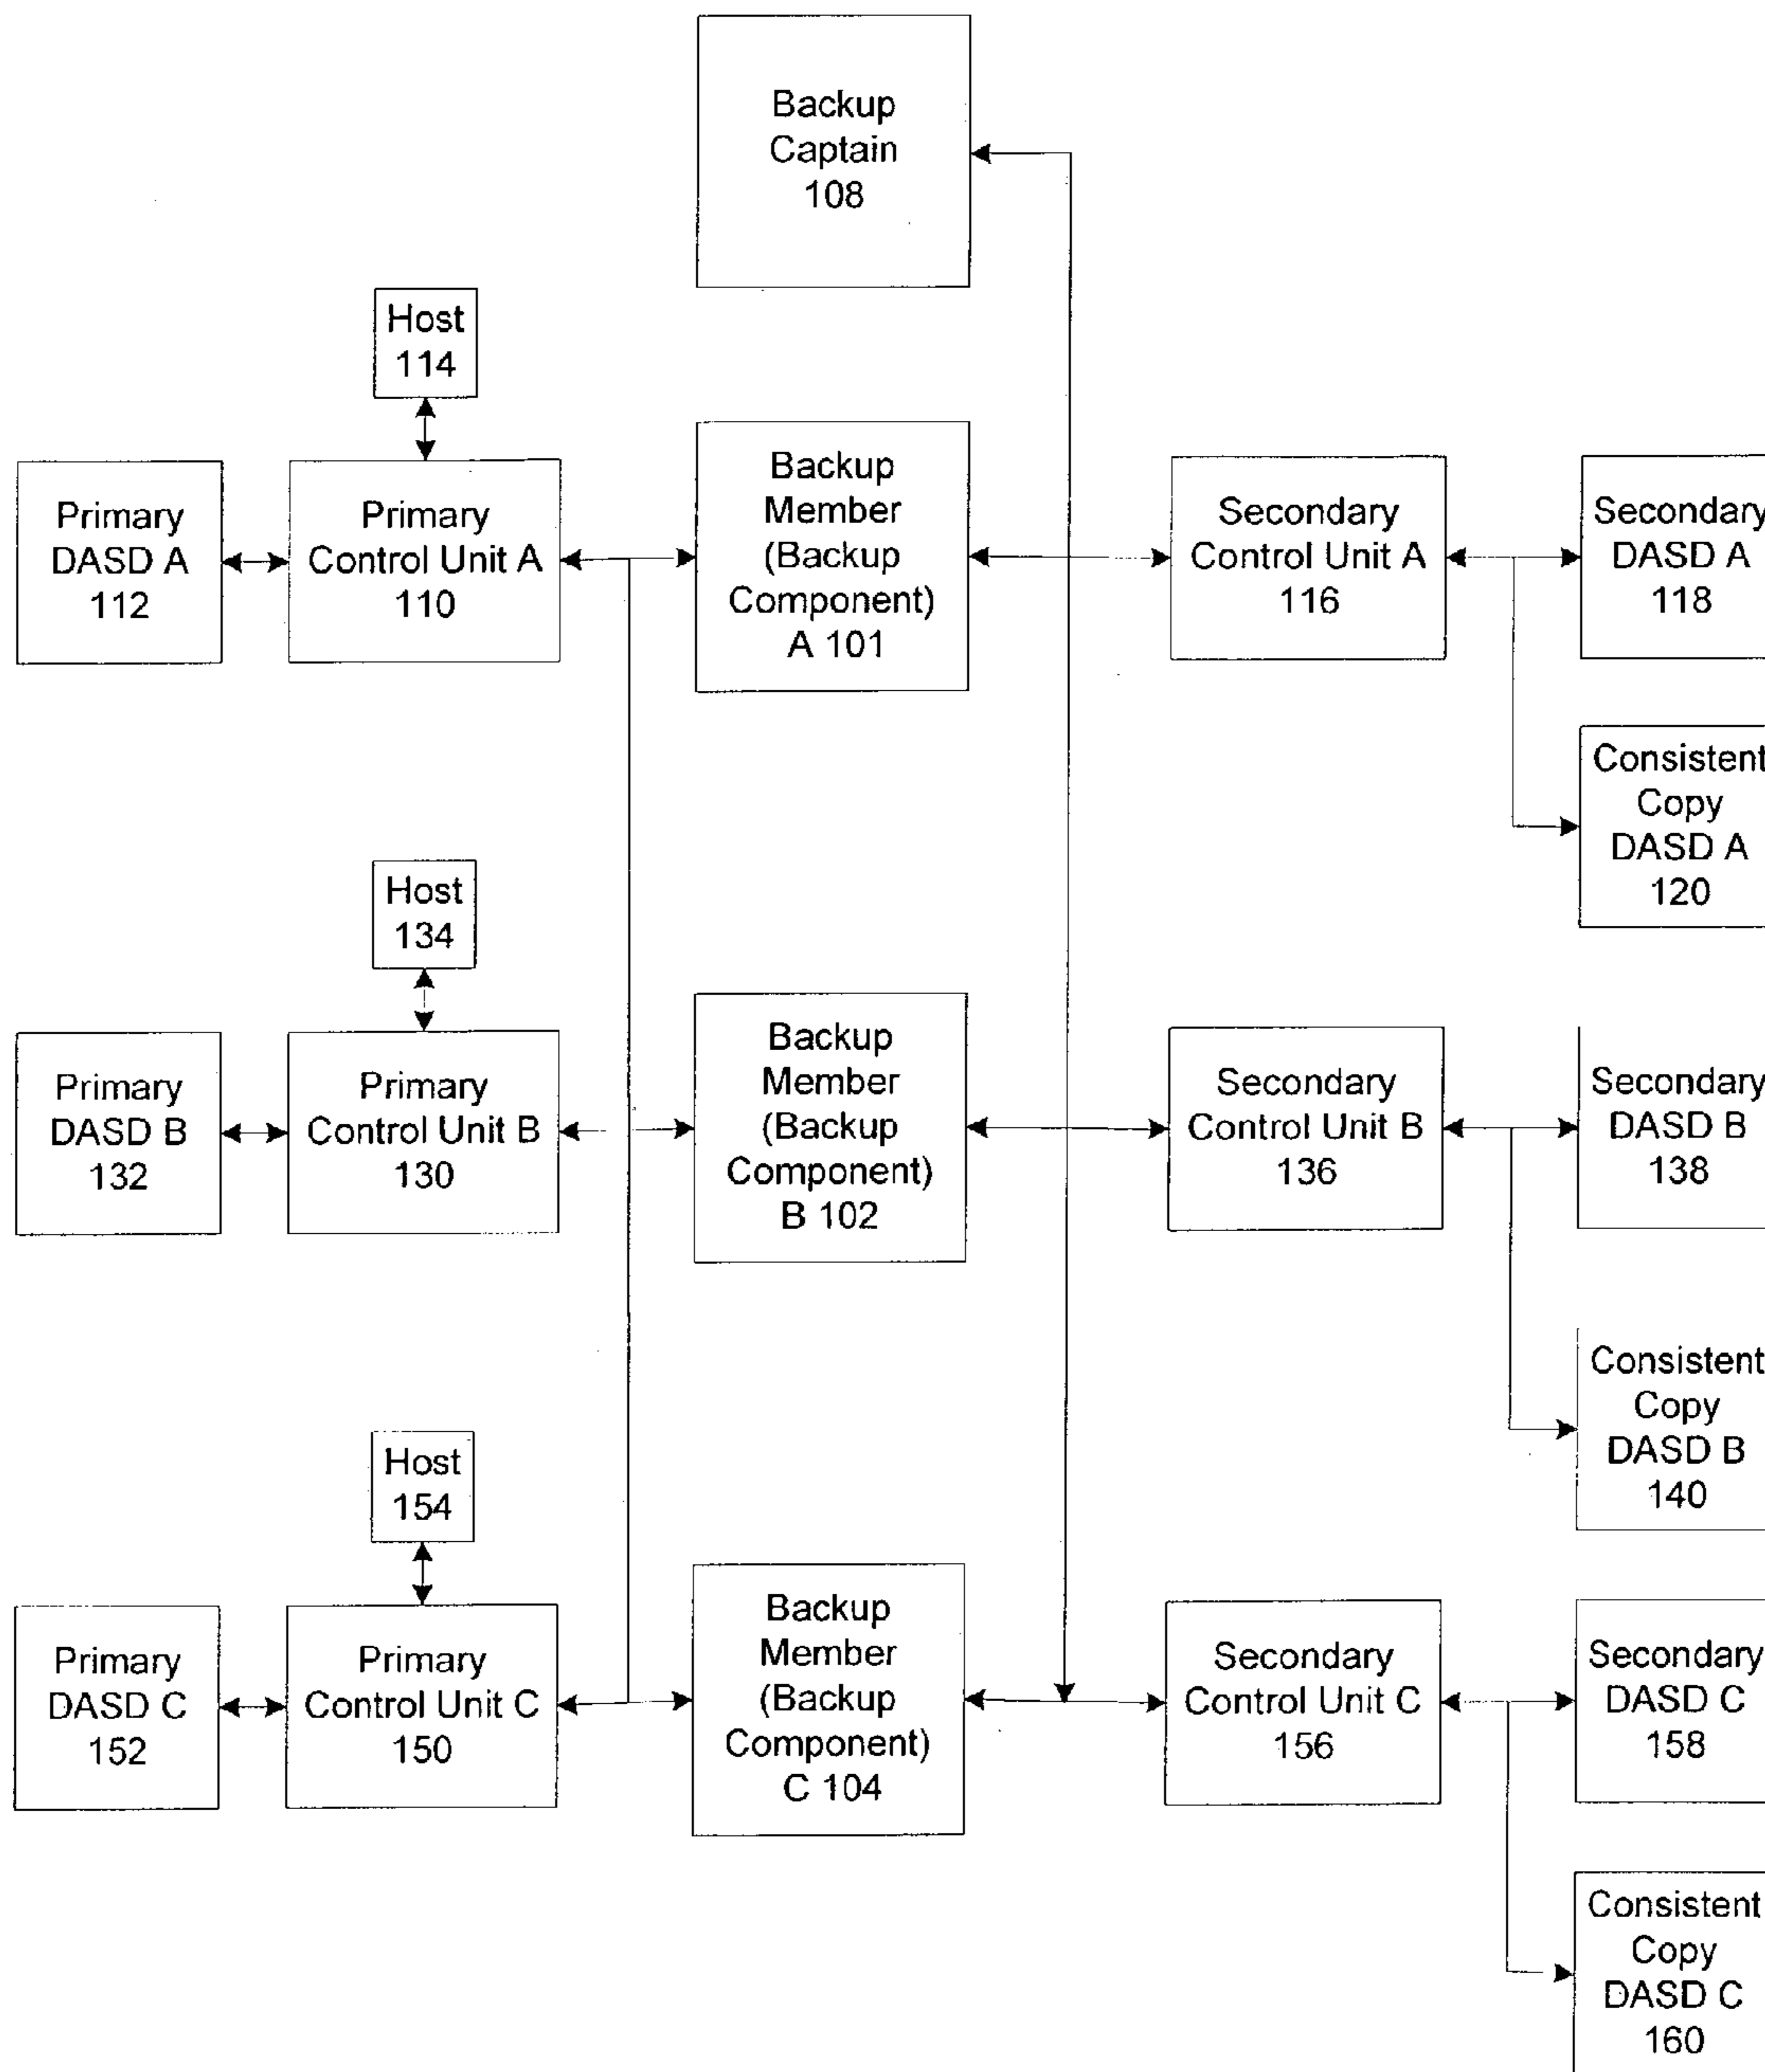 Backup
Captain
108
Host
114
Primary
DASD A
112
Primary
Control Unit A
110
Backup
Member
(Backup
Component)
A 101
Secondary
Control Unit A
116
Secondary
DASD A
118
Consistent
Copy
DASD A
120
Host
134
Primary
DASD B
132
Primary
Control Unit B
130
Backup
Member
(Backup
Component)
B 102
Secondary
Control Unit B
136
Secondary
DASD B
138
Consistent
Copy
DASD B
140
Host
154
Primary
DASD C
152
Primary
Control Unit C
150
Backup
Member
(Backup
Component)
C 104
Secondary
Control Unit C
156
Secondary
DASD C
158
Consistent
Copy
DASD C
160